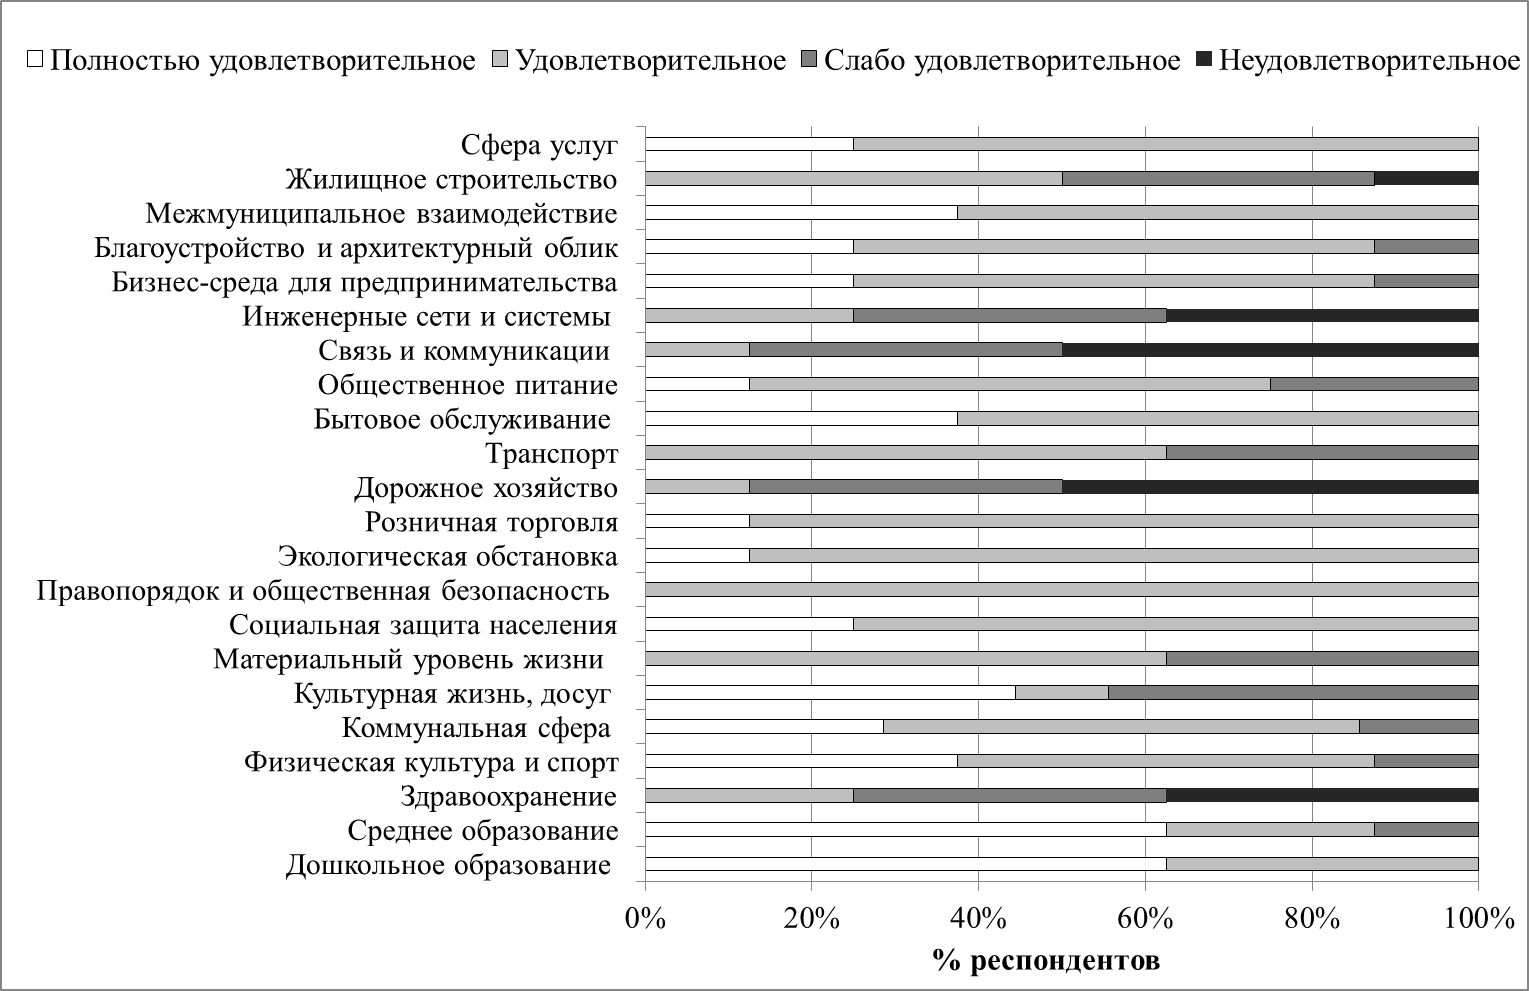 Полностью удовлетворительное Удовлетворительное Слабо удовлетворительное Неудовлетворительное
Сфера услуг
Жилищное строительство
Межмуниципальное взаимодействие
Благоустройство и архитектурный облик
Бизнес-среда для предпринимательства
Инженерные сети и системы
Связь и коммуникации
Общественное питание
Бытовое обслуживание
Транспорт
Дорожное хозяйство
Розничная торговля
Экологическая обстановка
Правопорядок и общественная безопасность
Социальная защита населения
Материальный уровень жизни
Культурная жизнь, досуг
Коммунальная сфера
Физическая культура и спорт
Здравоохранение
Среднее образование
Дошкольное образование
0% 20% 40% 60% 80% 100%
% респондентов